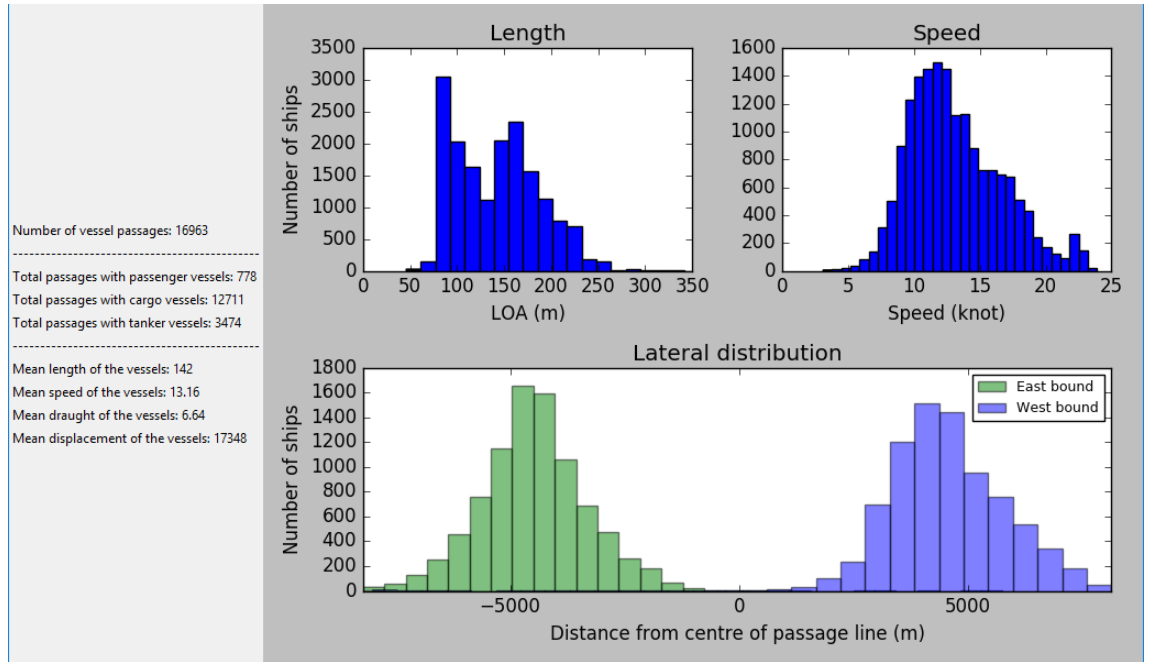 Number of vessel passages: 16963
--------------------------------------------
Total passages with passenger vessels: 778
Total passages with cargo vessels: 12711
Total passages with tanker vessels: 3474
--------------------------------------------
Mean length of the vessels: 142
Mean speed of the vessels: 13.16
Mean draught of the vessels: 6.64
Mean displacement of the vessels: 17348
Length
Number of ships
3500
3000
2500
2000
1500
1000
500
0
0 50 100 150 200 250 300 350
LOA (m)
Speed
1600
1400
1200
1000
800
600
400
200
0
0 5 10 15 20 25
Speed (knot)
Lateral distribution
Number of ships
1800
1600
1400
1200
1000
800
600
400
200
0
East bound
West bound
−5000 0 5000
Distance from centre of passage line (m)